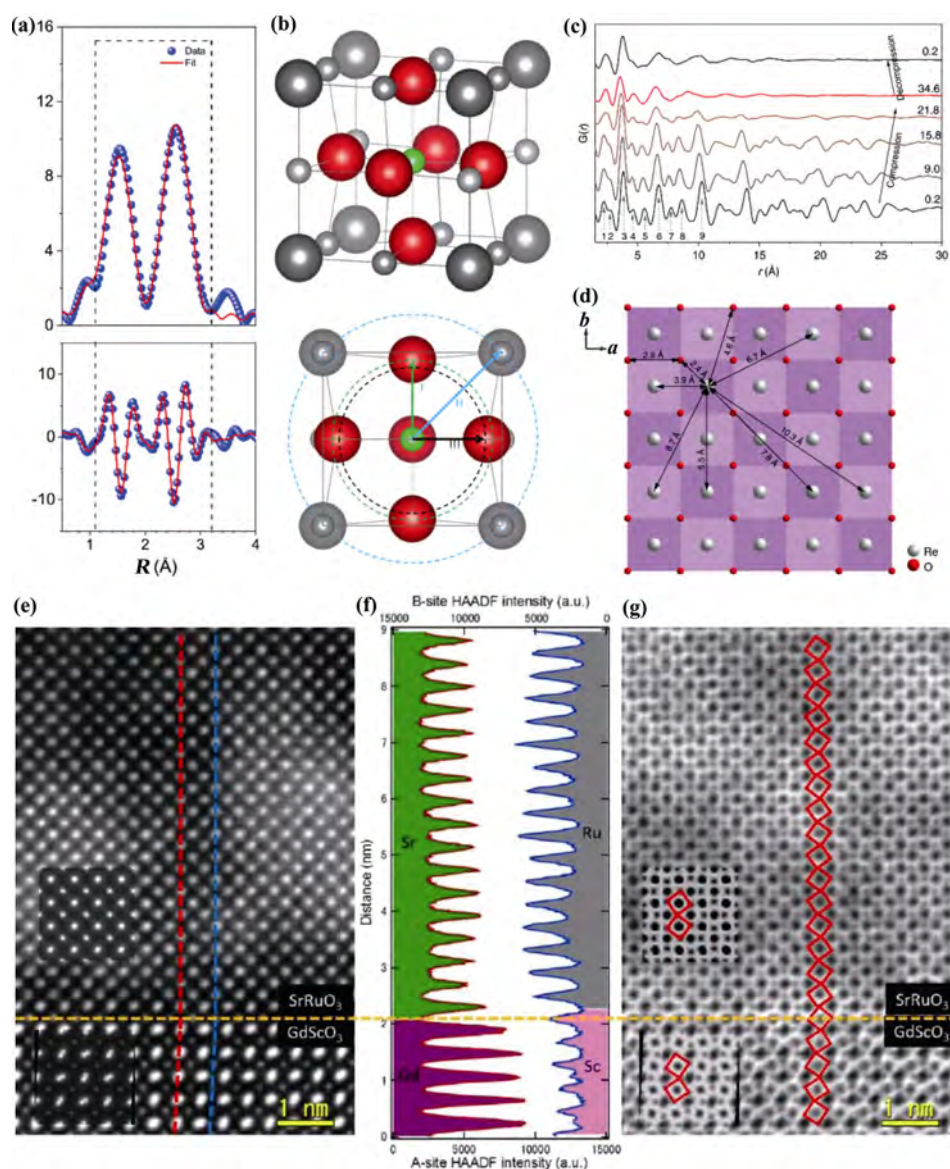 (a)
16
12
8
4
0
Data
Fit
10
5
0
-10
1 2 3 4
R (Å)
(b)
I
II
III
(c)
G(r)
0.2
34.6
21.8
15.8
9.0
0.2
Decompression
Compression
1 2 3 4 5 6 7 8 9
5 10 15 20 25 30
r (Å)
(d)
b
a
4.6 Å
6.7 Å
2.8 Å
2.4 Å
3.9 Å
8.7 Å
5.5 Å
7.8 Å
10.3 Å
Re
O
(e)
SrRuO3
GdScO3
1 nm
(f)
B-site HAADF intensity (a.u.)
15000 10000 5000 0
Distance (nm)
9
8
7
6
5
4
3
2
1
0
Sr
Ru
Gd
Sc
0 5000 10000 15000
A-site HAADF intensity (a.u.)
(g)
SrRuO3
GdScO3
1 nm